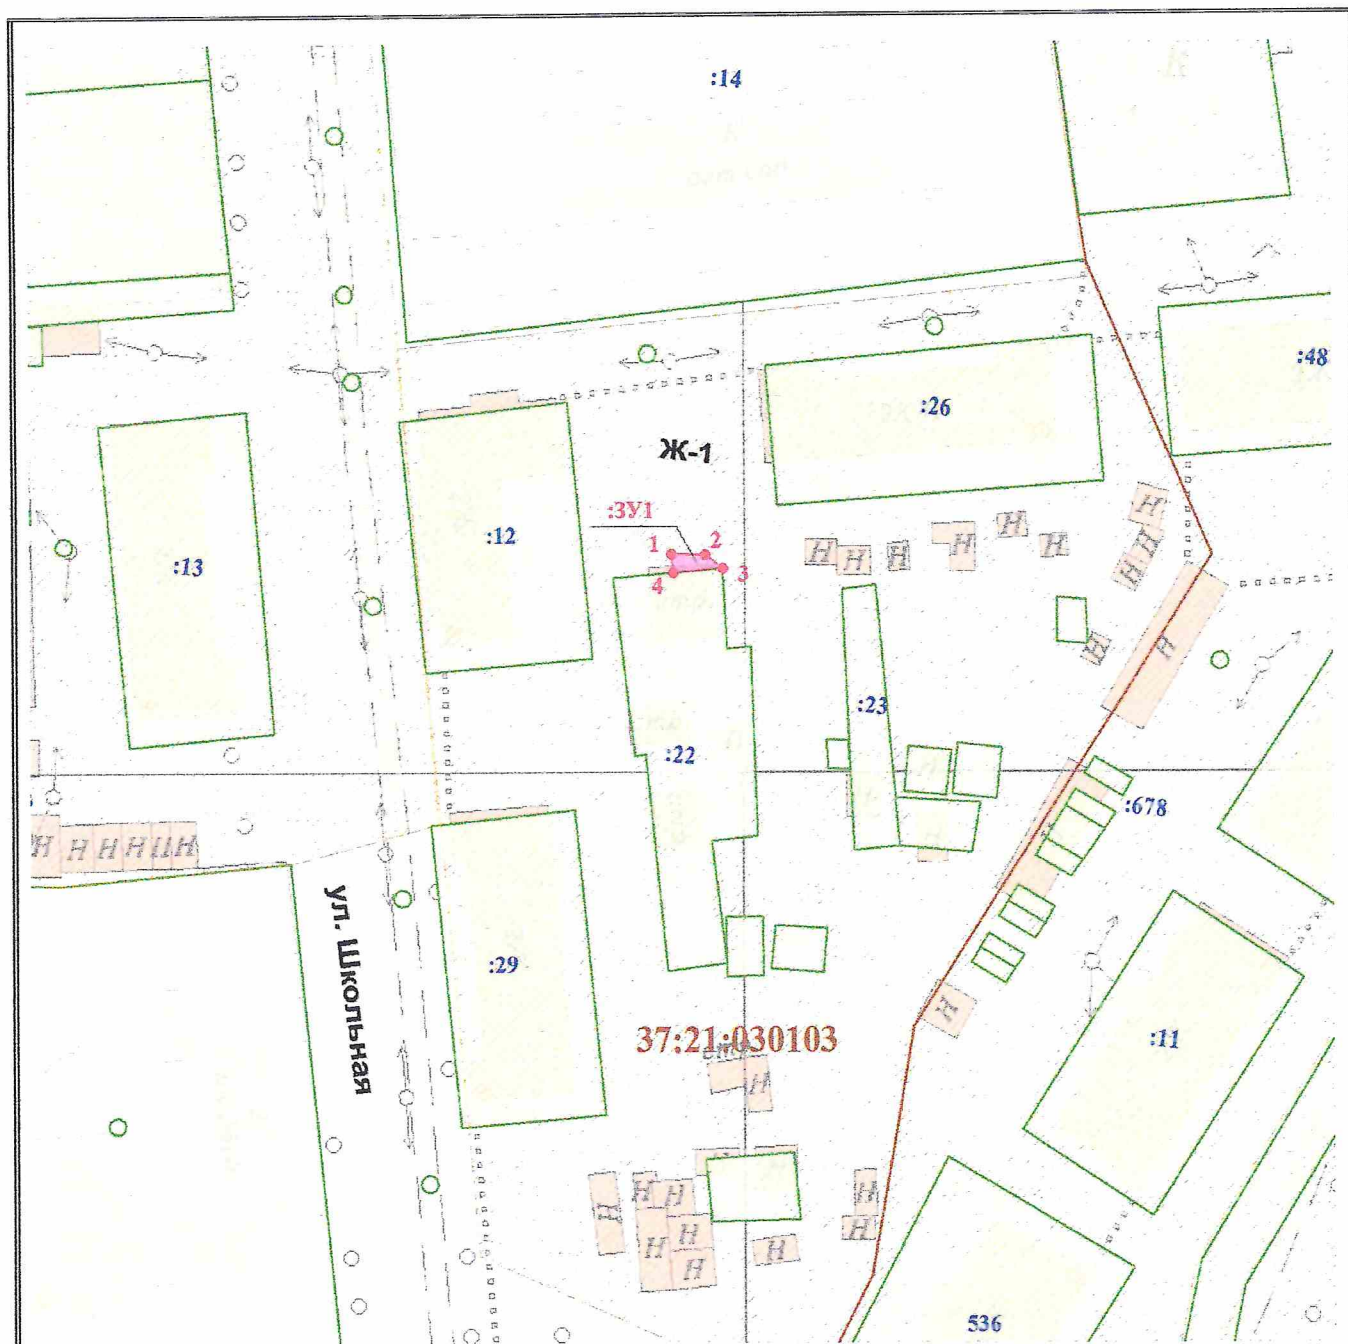 :14
:48
:26
Ж-1
:ЗУ1
:12
1
2
:13
4
3
Н
Н
Н
Н
Н
Н
Н
Н
Н
Н
Н
:23
:22
:678
Н
Н
Н
Н
Н
ул. Школьная
:29
Н
37:21:030103
:11
Н
Н
Н
Н
Н
Н
Н
Н
Н
Н
Н
536